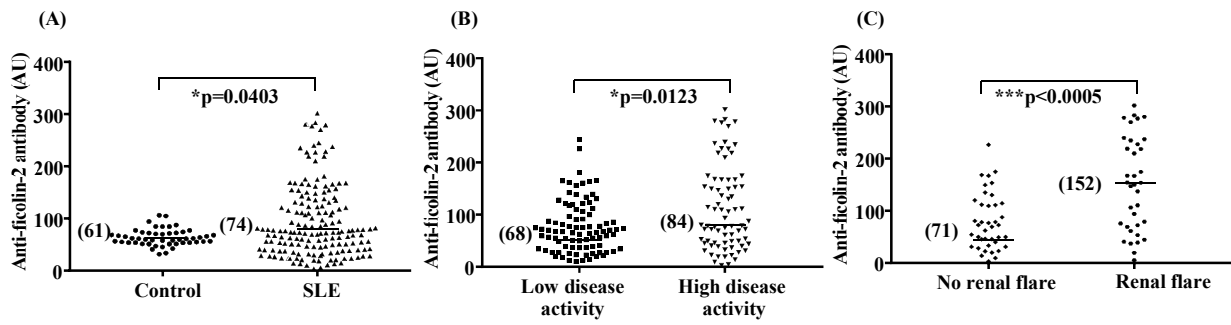 (A)
Anti-ficolin-2 antibody (AU)
400
300
200
100
0
*p=0.0403
(61)
(74)
Control
SLE
(B)
Anti-ficolin-2 antibody (AU)
400
300
200
100
0
*p=0.0123
(68)
(84)
Low disease
activity
High disease
activity
(C)
Anti-ficolin-2 antibody (AU)
400
300
200
100
0
***p<0.0005
(71)
(152)
No renal flare
Renal flare